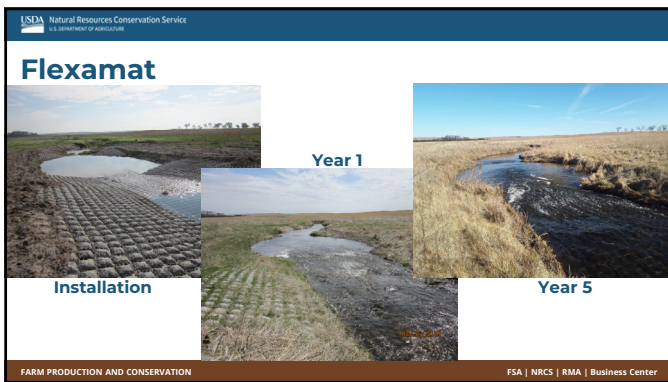 USDA Natural Resources Conservation Service
U.S. DEPARTMENT OF AGRICULTURE
Flexamat
Year 1
Installation
Year 5
FARM PRODUCTION AND CONSERVATION
FSA | NRCS | RMA | Business Center